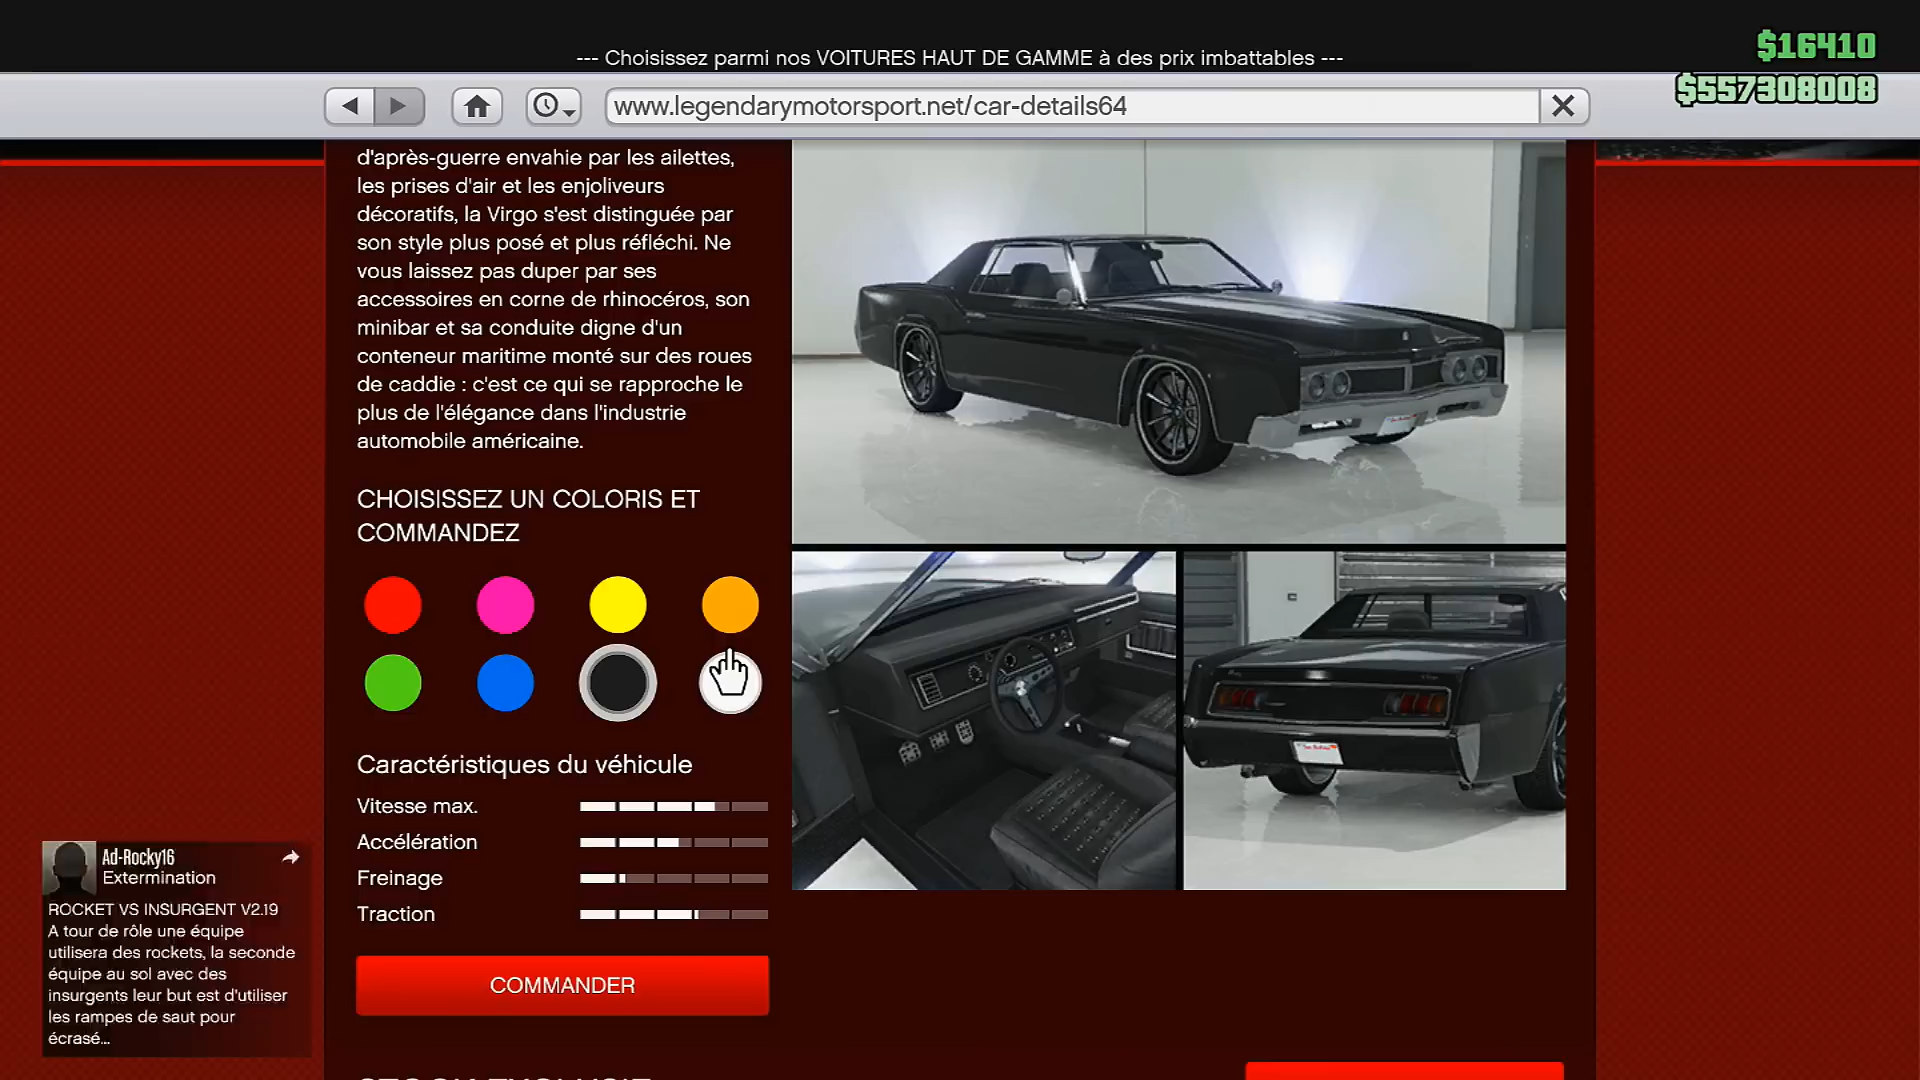 --- Choisissez parmi nos VOITURES HAUT DE GAMME à des prix imbattables ---
$16410
$557308008
www.legendarymotorsport.net/car-details64
d'après-guerre envahie par les ailettes,
les prises d'air et les enjoliveurs
décoratifs, la Virgo s'est distinguée par
son style plus posé et plus réfléchi. Ne
vous laissez pas duper par ses
accessoires en corne de rhinocéros, son
minibar et sa conduite digne d'un
conteneur maritime monté sur des roues
de caddie : c'est ce qui se rapproche le
plus de l'élégance dans l'industrie
automobile américaine.
CHOISISSEZ UN COLORIS ET
COMMANDEZ
Caractéristiques du véhicule
Vitesse max.
Accélération
Freinage
Traction
COMMANDER
Ad-Rocky16
Extermination
ROCKET VS INSURGENT V2.19
A tour de rôle une équipe
utilisera des rockets, la seconde
équipe au sol avec des
insurgents leur but est d'utiliser
les rampes de saut pour
écrasé...